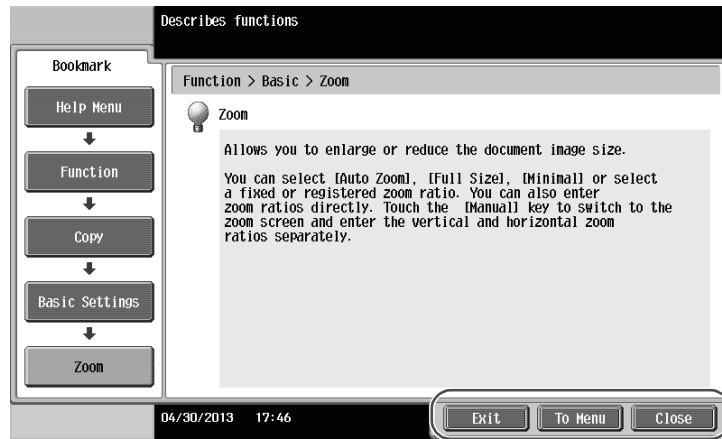 Describes functions
Bookmark
Help Menu
Function
Copy
Basic Settings
Zoom
Function > Basic > Zoom
Zoom
Allows you to enlarge or reduce the document image size.
You can select [Auto Zoom], [Full Size], [Minimal] or select
a fixed or registered zoom ratio. You can also enter
zoom ratios directly. Touch the [Manual] key to switch to the
zoom screen and enter the vertical and horizontal zoom
ratios separately.
04/30/2013 17:46
Exit
To Menu
Close